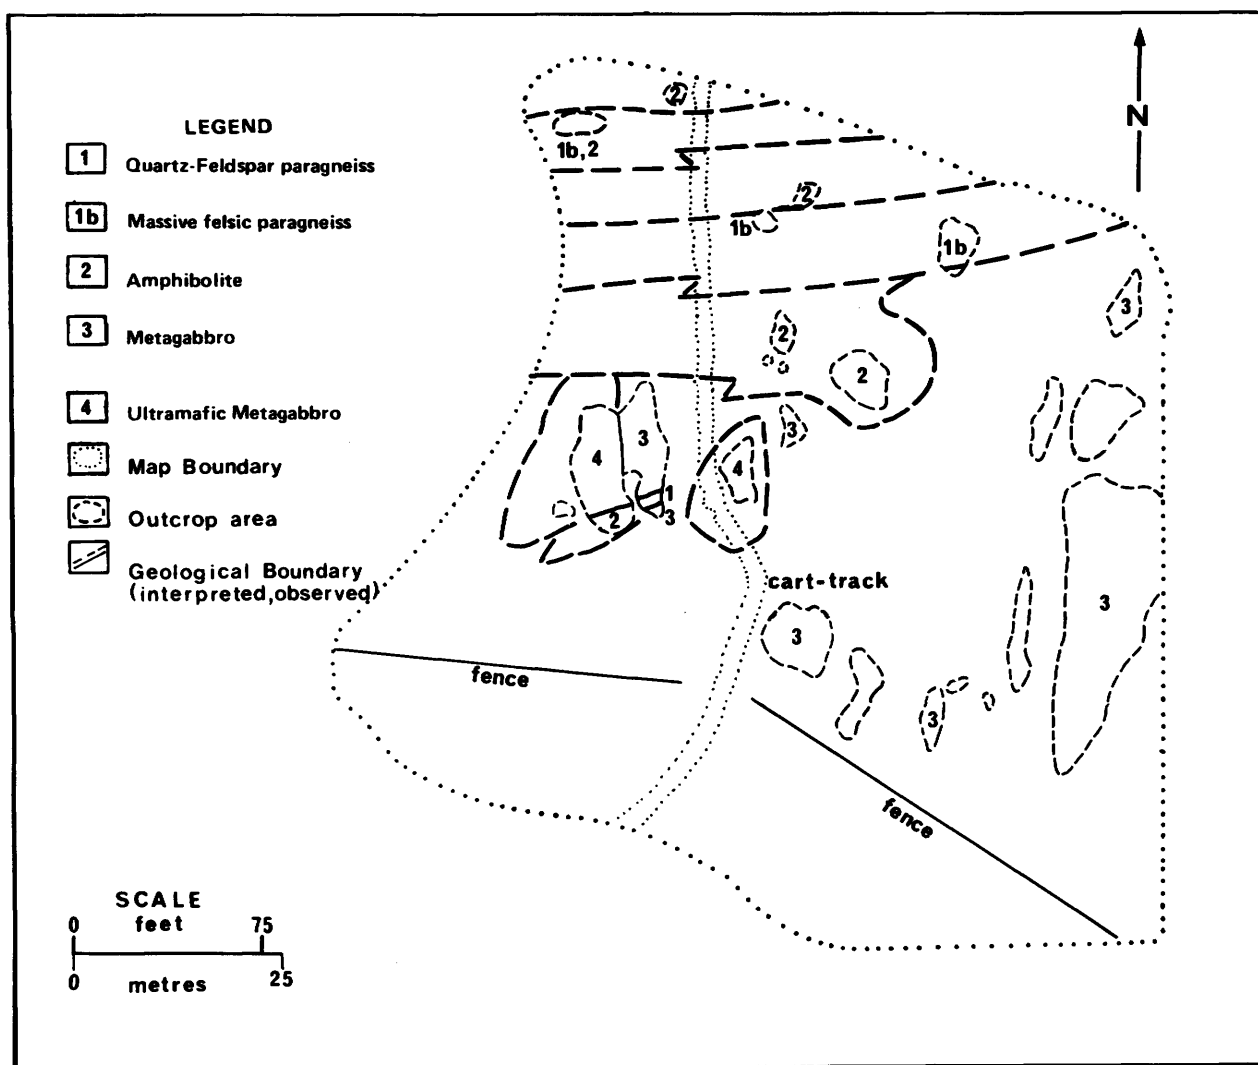 LEGEND
1 Quartz-Feldspar paragneiss
1b Massive felsic paragneiss
2 Amphibolite
3 Metagabbro
4 Ultramafic Metagabbro
Map Boundary
Outcrop area
Geological Boundary
(interpreted,observed)
N
2
1b,2
2
1b
1b
3
2
2
3
3
4
4
1
2
3
cart-track
3
3
3
fence
fence
SCALE
feet
0 75
0 25
metres